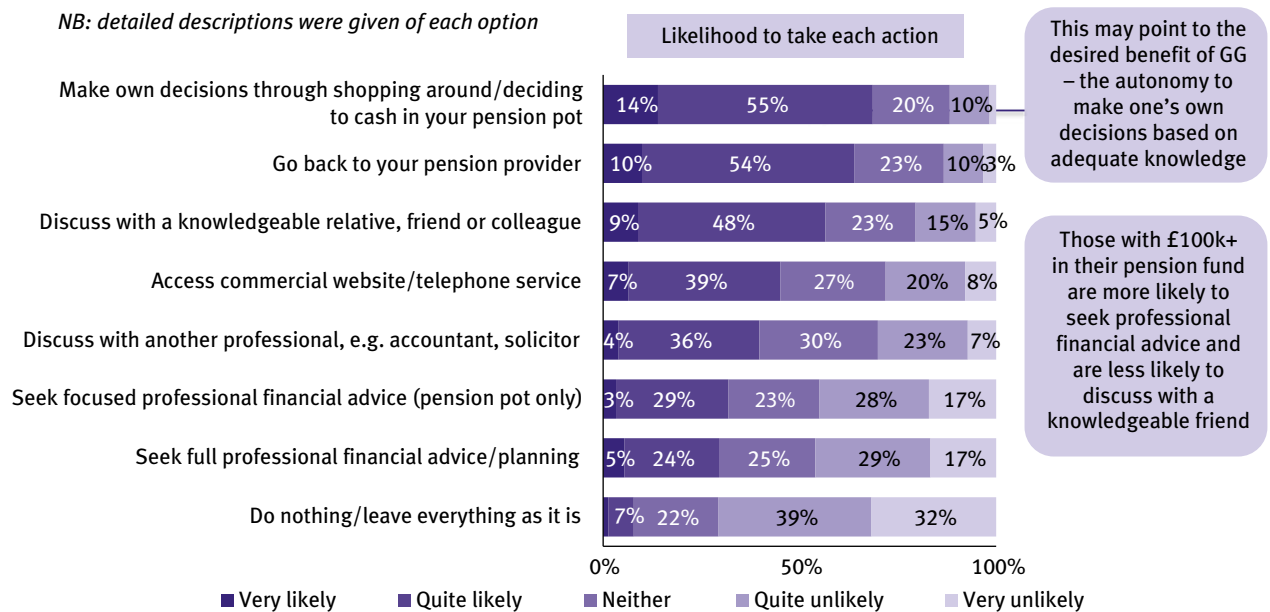 NB: detailed descriptions were given of each option
Likelihood to take each action
Make own decisions through shopping around/deciding
to cash in your pension pot
14% 55% 20% 10%
Go back to your pension provider
10% 54% 23% 10% 3%
Discuss with a knowledgeable relative, friend or colleague
9% 48% 23% 15% 5%
Access commercial website/telephone service
7% 39% 27% 20% 8%
Discuss with another professional, e.g. accountant, solicitor
4% 36% 30% 23% 7%
Seek focused professional financial advice (pension pot only)
3% 29% 23% 28% 17%
Seek full professional financial advice/planning
5% 24% 25% 29% 17%
Do nothing/leave everything as it is
7% 22% 39% 32%
0% 50% 100%
Very likely Quite likely Neither Quite unlikely Very unlikely
This may point to the
desired benefit of GG
– the autonomy to
make one's own
decisions based on
adequate knowledge
Those with £100k+
in their pension fund
are more likely to
seek professional
financial advice and
are less likely to
discuss with a
knowledgeable friend